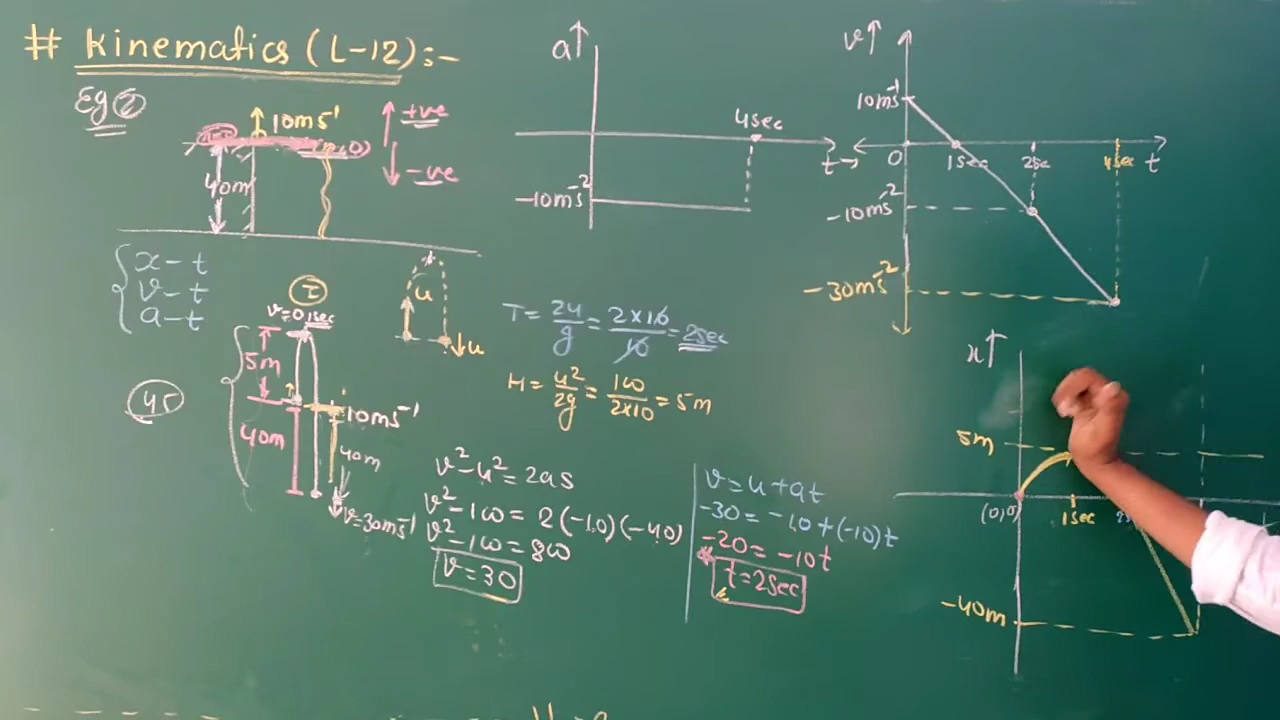 # Kinematics (L-12):-
Eg ②
10ms⁻¹
+ve
-ve
40m
x-t
v-t
a-t
v=0,1sec
5m
45
10ms⁻¹
40m
40m
v=30ms⁻¹
u
u
T = 2u/g = 2×10/10 = 2sec
H = u²/2g = 100/2×10 = 5m
v²-u² = 2as
v²-100 = 2(-10)(-40)
v²-100 = 800
v=30
v=u+at
-30=-10+(-10)t
-20=-10t
t=2sec
a↑
4sec
t→
-10ms⁻²
v↑
10ms⁻¹
0
1sec
2sec
4sec
t
-10ms⁻²
-30ms⁻²
x↑
5m
(0,0)
1sec
-40m